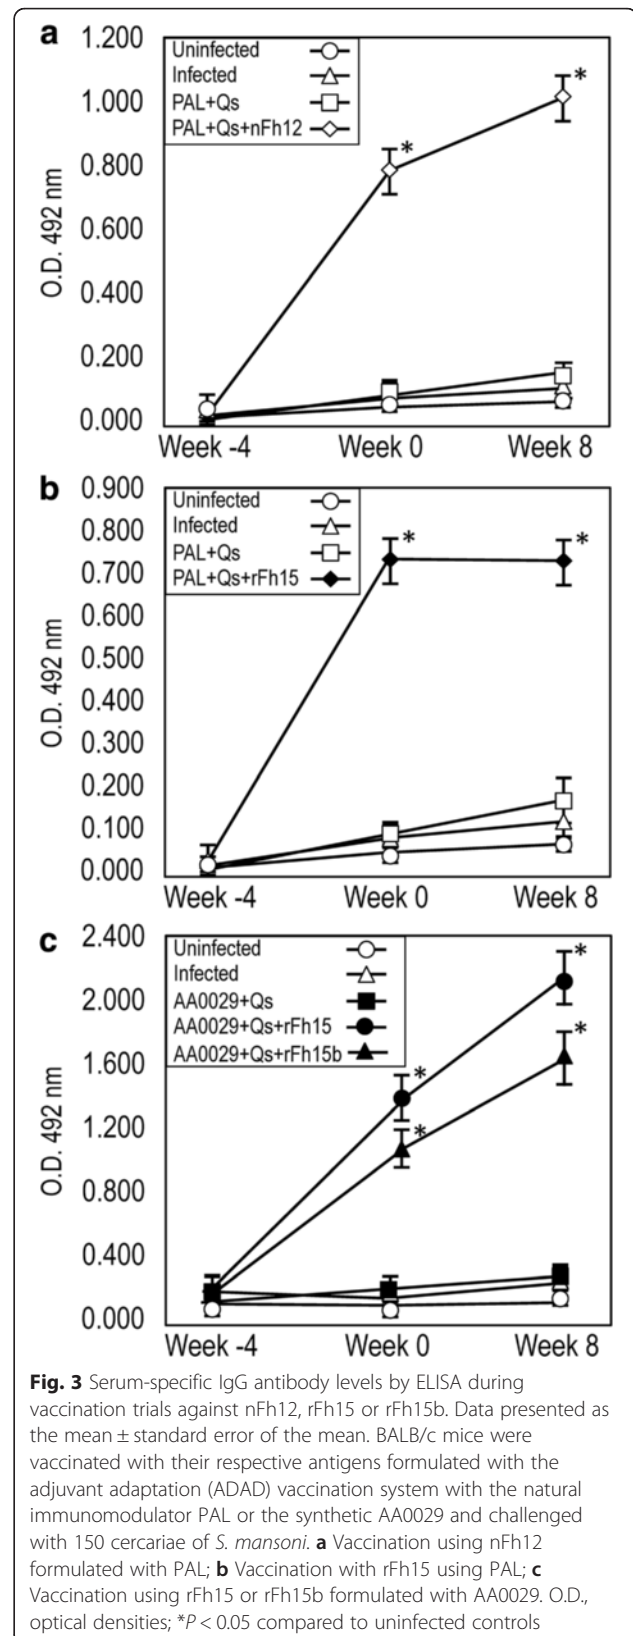 a
1.200
1.000
0.800
0.600
0.400
0.200
0.000
O.D. 492 nm
Uninfected
Infected
PAL+Qs
PAL+Qs+nFh12
*
*
Week -4 Week 0 Week 8
b
0.900
0.800
0.700
0.600
0.500
0.400
0.300
0.200
0.100
0.000
O.D. 492 nm
Uninfected
Infected
PAL+Qs
PAL+Qs+rFh15
*
*
Week -4 Week 0 Week 8
c
2.400
2.000
1.600
1.200
0.800
0.400
0.000
O.D. 492 nm
Uninfected
Infected
AA0029+Qs
AA0029+Qs+rFh15
AA0029+Qs+rFh15b
*
*
*
*
Week -4 Week 0 Week 8
Fig. 3 Serum-specific IgG antibody levels by ELISA during
vaccination trials against nFh12, rFh15 or rFh15b. Data presented as
the mean ± standard error of the mean. BALB/c mice were
vaccinated with their respective antigens formulated with the
adjuvant adaptation (ADAD) vaccination system with the natural
immunomodulator PAL or the synthetic AA0029 and challenged
with 150 cercariae of S. mansoni. a Vaccination using nFh12
formulated with PAL; b Vaccination with rFh15 using PAL; c
Vaccination using rFh15 or rFh15b formulated with AA0029. O.D.,
optical densities; *P < 0.05 compared to uninfected controls